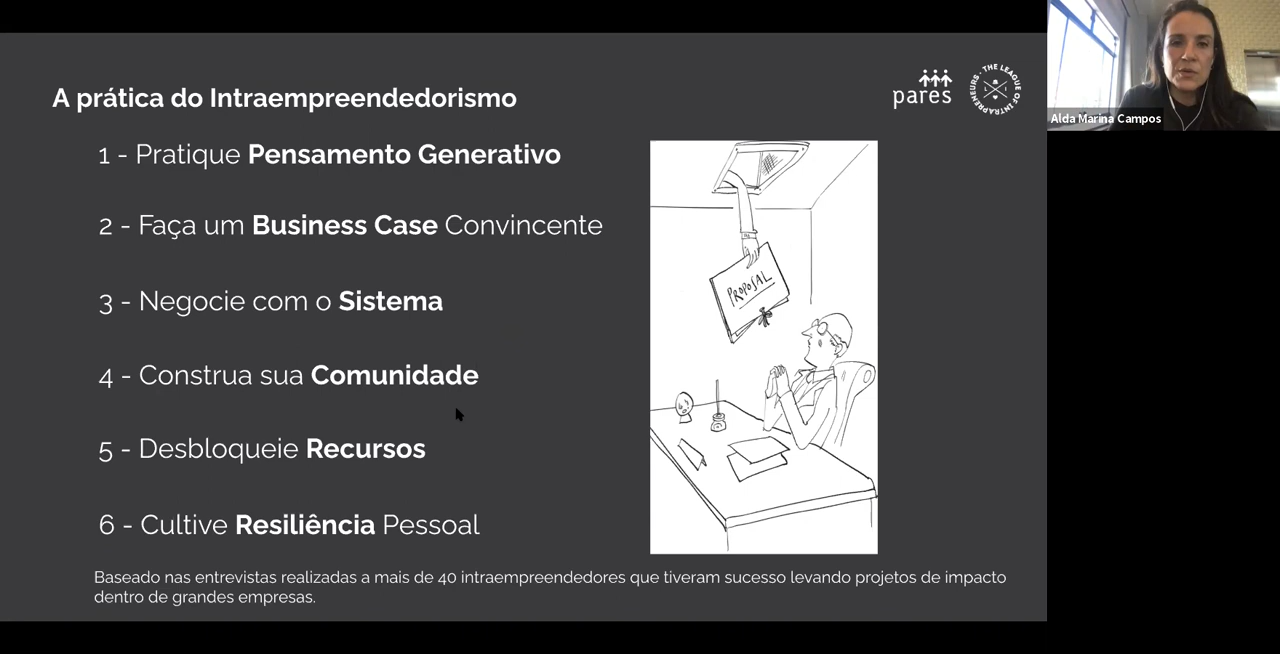 A prática do Intraempreendedorismo
pares
THE LEAGUE OF INTRAPRENEURS
L I
Alda Marina Campos
1 - Pratique Pensamento Generativo
2 - Faça um Business Case Convincente
3 - Negocie com o Sistema
4 - Construa sua Comunidade
5 - Desbloqueie Recursos
6 - Cultive Resiliência Pessoal
PROPOSAL
Baseado nas entrevistas realizadas a mais de 40 intraempreendedores que tiveram sucesso levando projetos de impacto
dentro de grandes empresas.